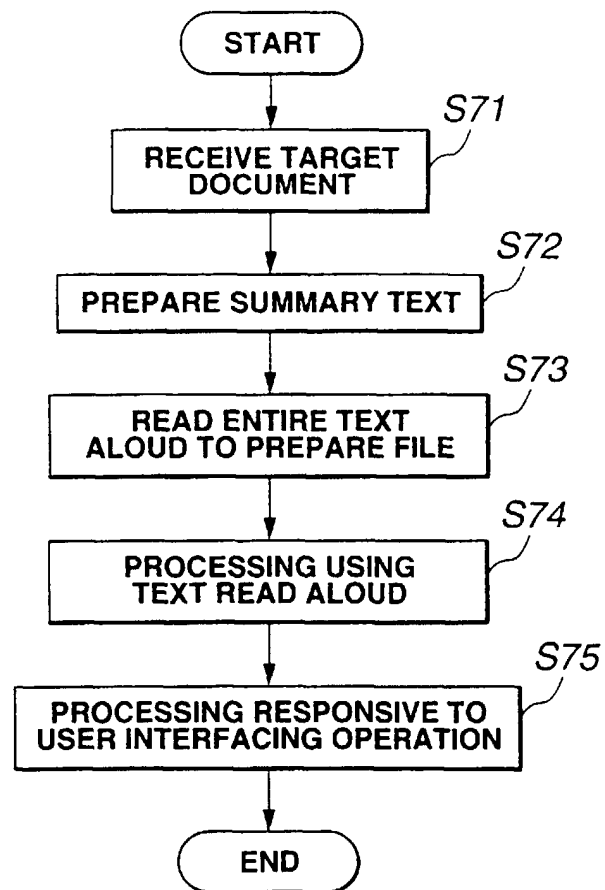 START
S71
RECEIVE TARGET
DOCUMENT
S72
PREPARE SUMMARY TEXT
S73
READ ENTIRE TEXT
ALOUD TO PREPARE FILE
S74
PROCESSING USING
TEXT READ ALOUD
S75
PROCESSING RESPONSIVE TO
USER INTERFACING OPERATION
END